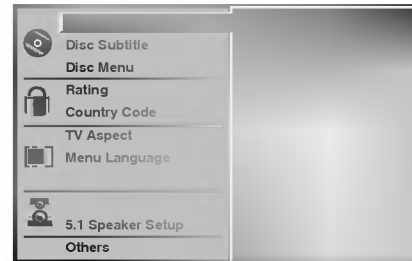 Disc Subtitle
Disc Menu
Rating
Country Code
TV Aspect
Menu Language
5.1 Speaker Setup
Others